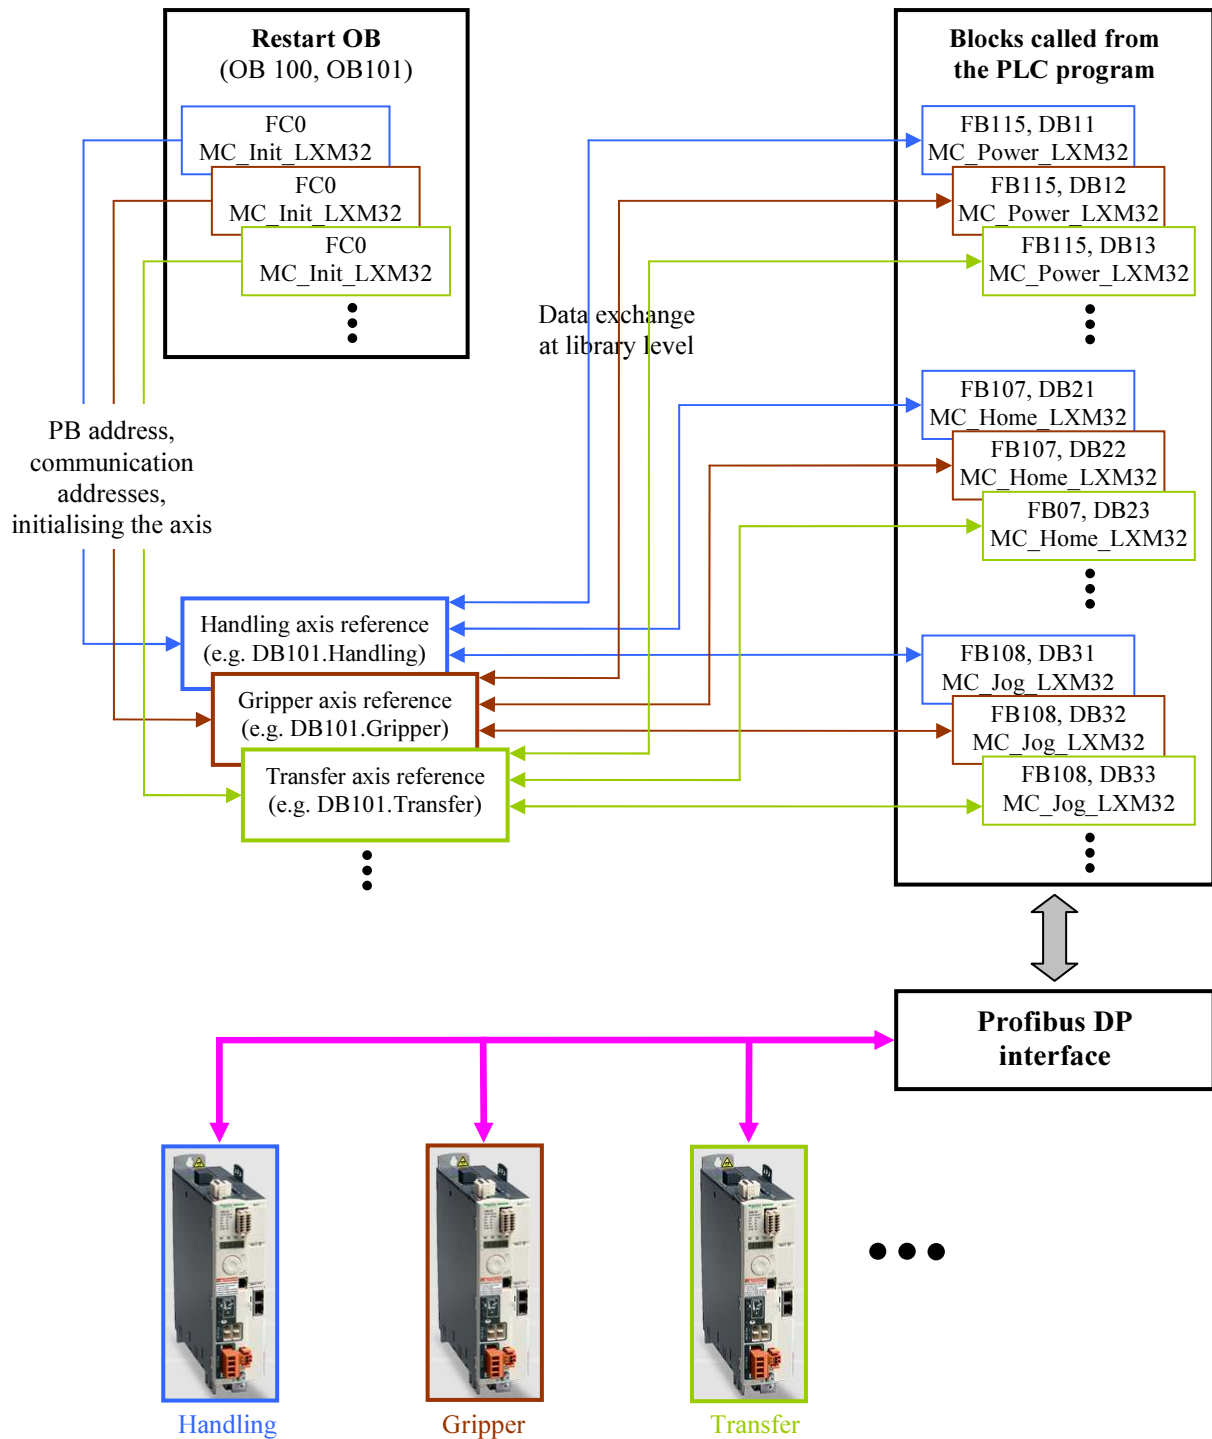 Restart OB
(OB 100, OB101)
FC0
MC_Init_LXM32
FC0
MC_Init_LXM32
FC0
MC_Init_LXM32
Blocks called from
the PLC program
FB115, DB11
MC_Power_LXM32
FB115, DB12
MC_Power_LXM32
FB115, DB13
MC_Power_LXM32
Data exchange
at library level
FB107, DB21
MC_Home_LXM32
FB107, DB22
MC_Home_LXM32
FB07, DB23
MC_Home_LXM32
PB address,
communication
addresses,
initialising the axis
Handling axis reference
(e.g. DB101.Handling)
Gripper axis reference
(e.g. DB101.Gripper)
Transfer axis reference
(e.g. DB101.Transfer)
FB108, DB31
MC_Jog_LXM32
FB108, DB32
MC_Jog_LXM32
FB108, DB33
MC_Jog_LXM32
Profibus DP
interface
Handling
Gripper
Transfer